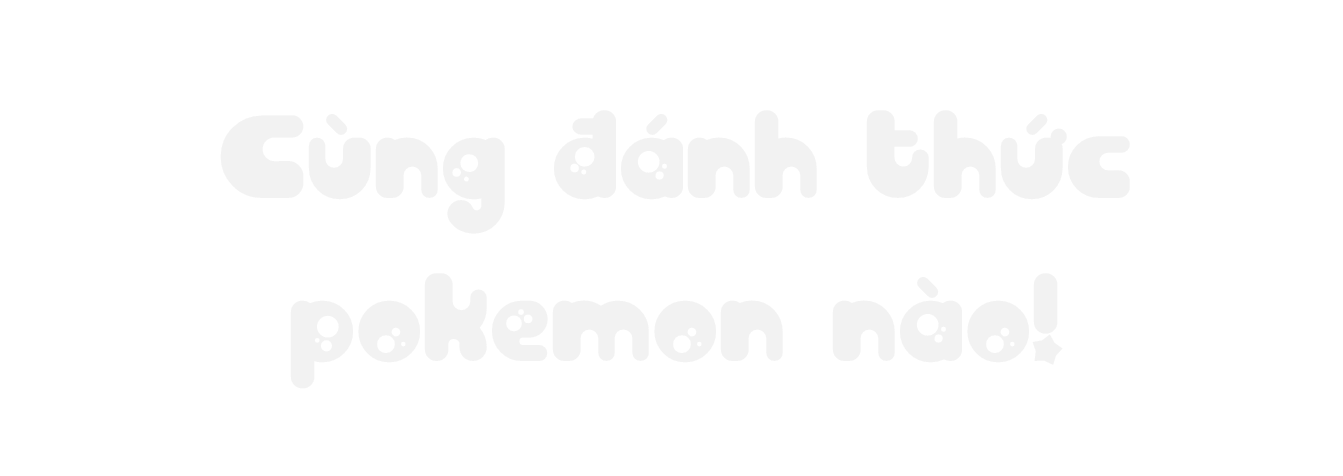 Cùng đánh thức
pokemon nào!